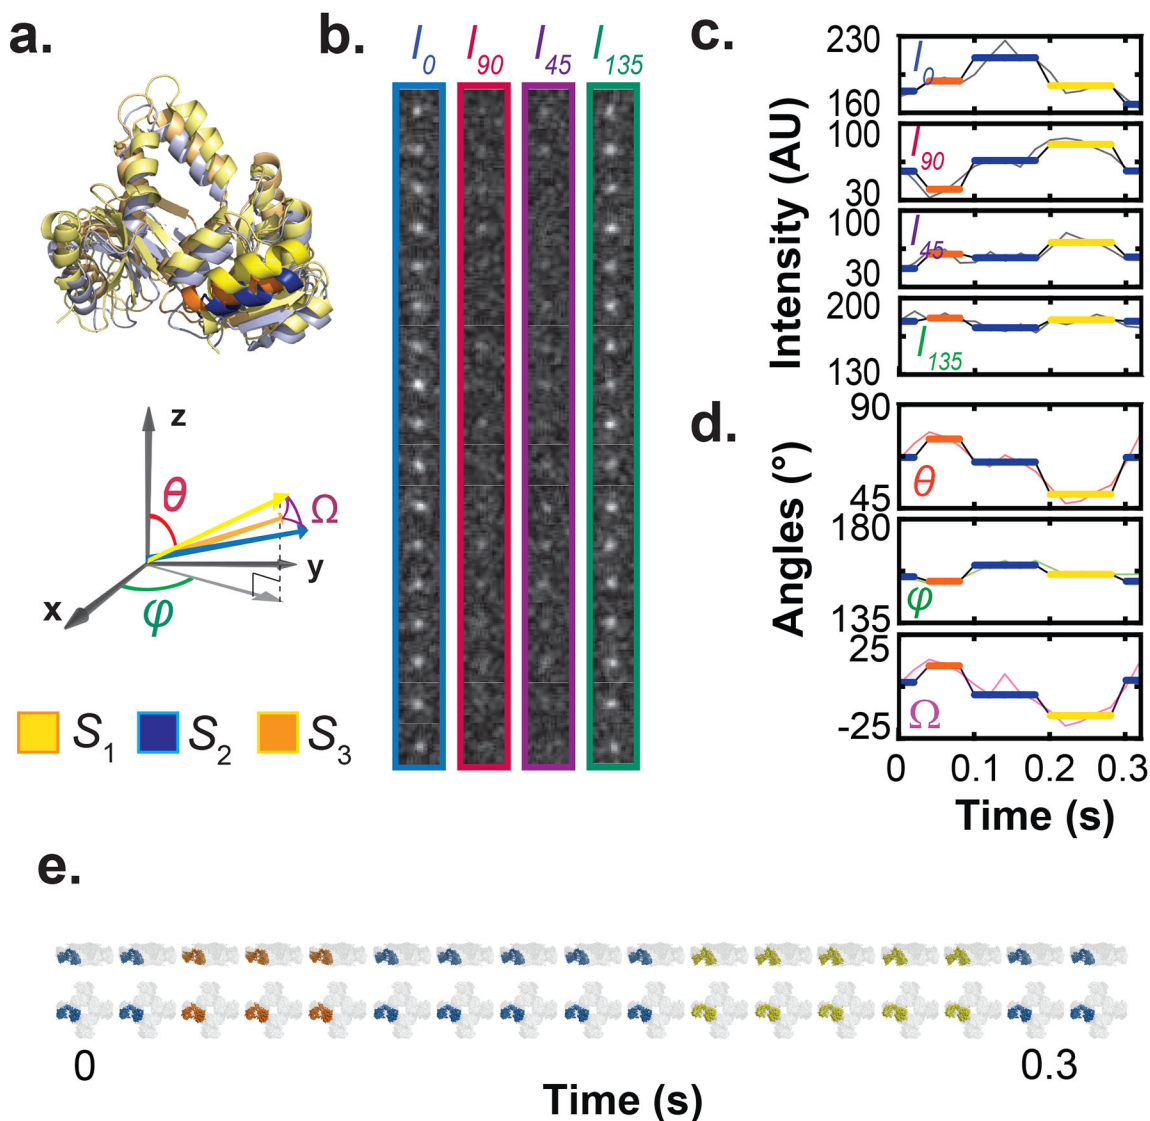 a.
z
θ
Ω
y
x
φ
S1
S2
S3
b.
I0
I90
I45
I135
c.
Intensity (AU)
230
I0
160
100
I90
30
100
I45
30
200
I135
130
d.
Angles (°)
90
θ
45
180
φ
135
25
Ω
-25
0
0.1
0.2
0.3
Time (s)
e.
0
0.3
Time (s)